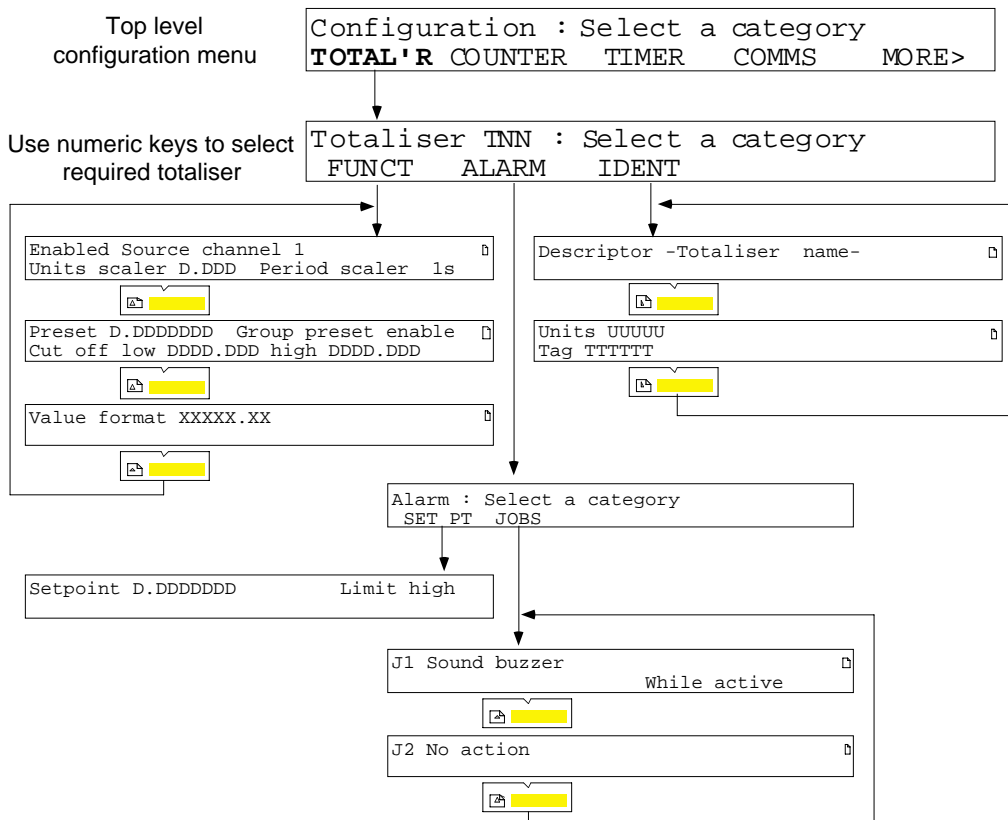 Top level
configuration menu
Configuration : Select a category
TOTAL'R COUNTER TIMER COMMS MORE>
Use numeric keys to select
required totaliser
Totaliser TNN : Select a category
FUNCT ALARM IDENT
Enabled Source channel 1
Units scaler D.DDD Period scaler 1s
Preset D.DDDDDDD Group preset enable
Cut off low DDDD.DDD high DDDD.DDD
Value format XXXXX.XX
Descriptor -Totaliser name-
Units UUUUU
Tag TTTTTT
Alarm : Select a category
SET PT JOBS
Setpoint D.DDDDDDD Limit high
J1 Sound buzzer
While active
J2 No action